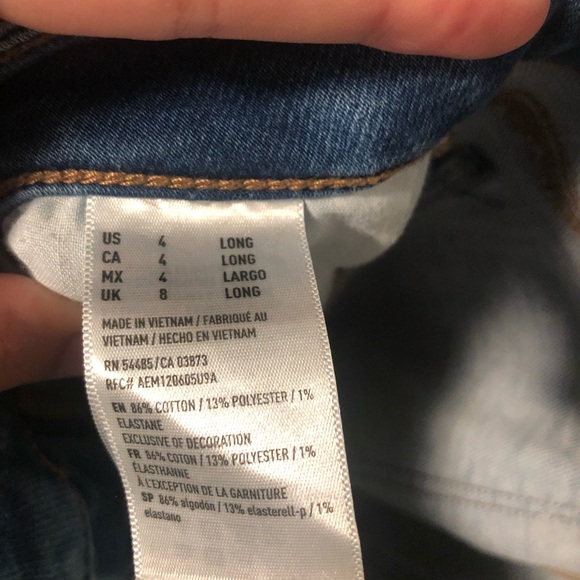 US 4 LONG
CA 4 LONG
MX 4 LARGO
UK 8 LONG
MADE IN VIETNAM / FABRIQUÉ AU
VIETNAM / HECHO EN VIETNAM
RN 54485/CA 03873
RFC# AEM120605U9A
EN 86% COTTON / 13% POLYESTER / 1%
ELASTANE
EXCLUSIVE OF DECORATION
FR 86% COTON / 13% POLYESTER / 1%
ÉLASTHANNE
À L'EXCEPTION DE LA GARNITURE
SP 86% algodón / 13% elasterell-p / 1%
elastano